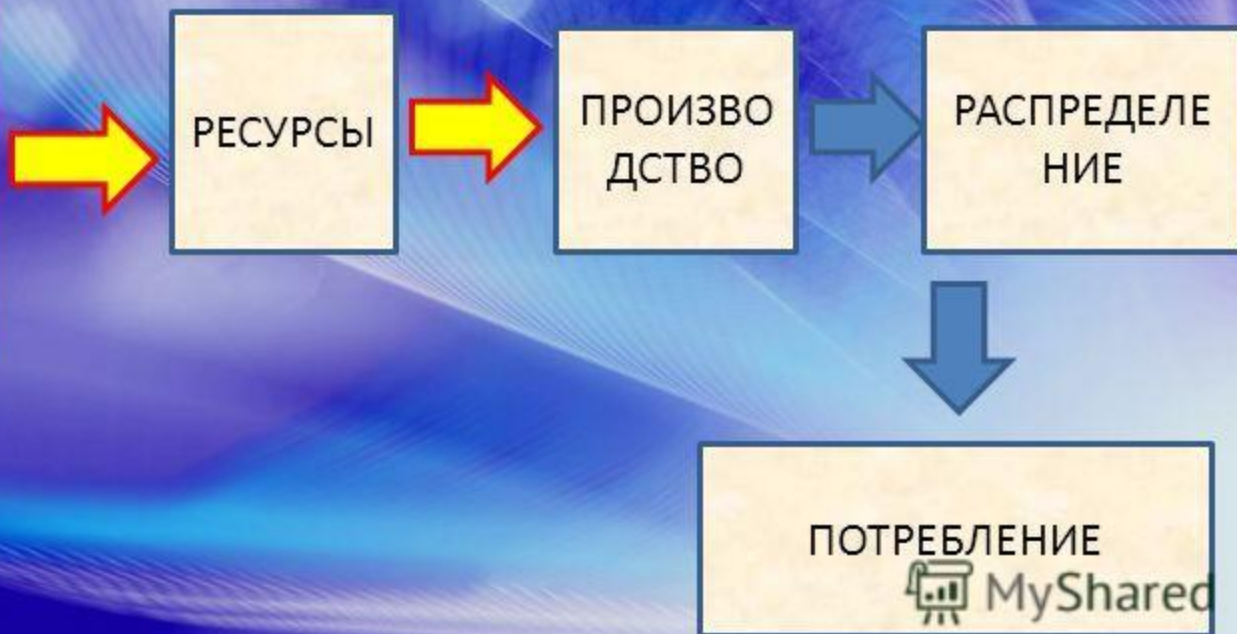 РЕСУРСЫ
ПРОИЗВО
ДСТВО
РАСПРЕДЕЛЕ
НИЕ
ПОТРЕБЛЕНИЕ
MyShared